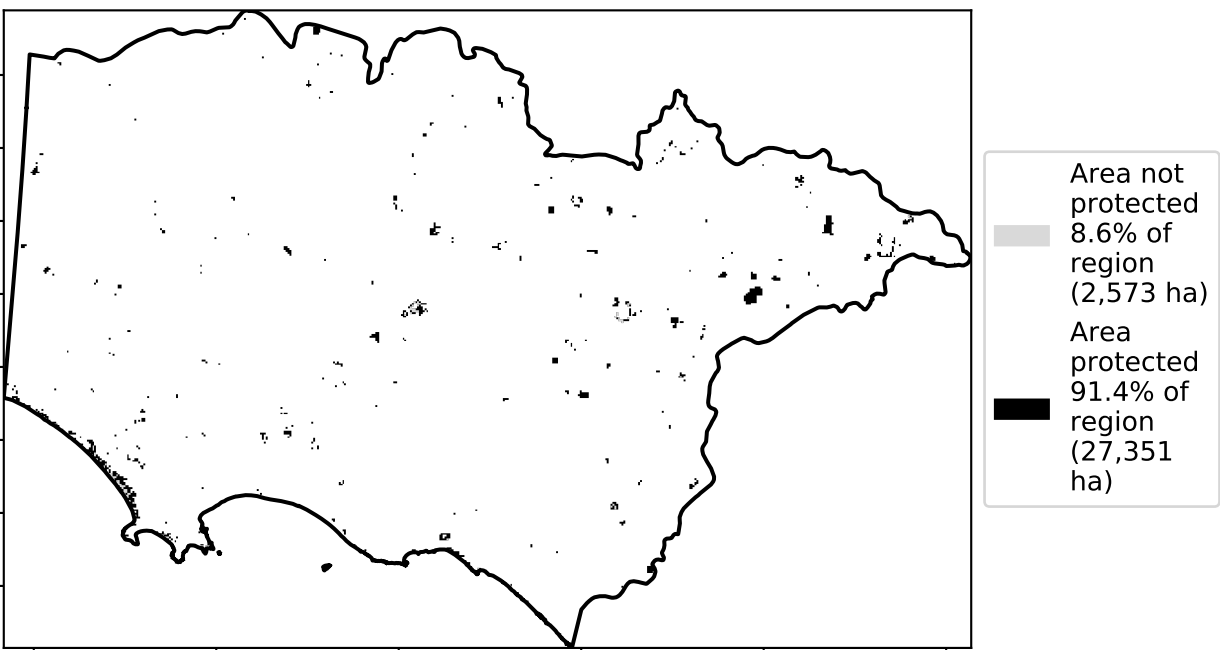 Area not
protected
8.6% of
region
(2,573 ha)
Area
protected
91.4% of
region
(27,351
ha)